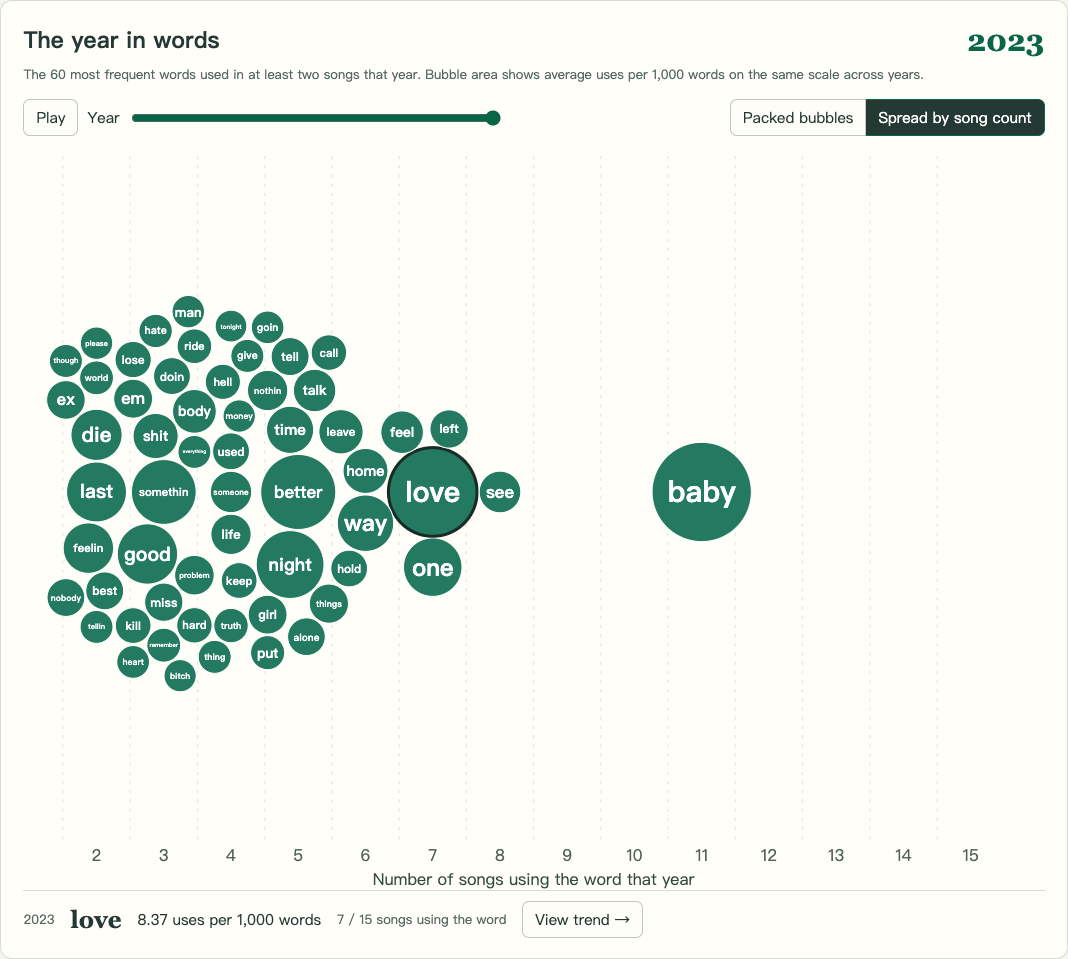 The year in words
2023
The 60 most frequent words used in at least two songs that year. Bubble area shows average uses per 1,000 words on the same scale across years.
Play
Year
Packed bubbles
Spread by song count
man
hate
tonight
goin
please
ride
call
though
lose
give
tell
world
doin
hell
nothin
talk
ex
em
body
money
die
shit
time
leave
feel
left
everything
used
home
last
somethin
someone
better
love
see
baby
way
feelin
good
life
night
one
problem
keep
hold
nobody
best
miss
things
tellin
kill
hard
truth
girl
alone
remember
heart
thing
put
bitch
2 3 4 5 6 7 8 9 10 11 12 13 14 15
Number of songs using the word that year
2023 love 8.37 uses per 1,000 words 7 / 15 songs using the word View trend →